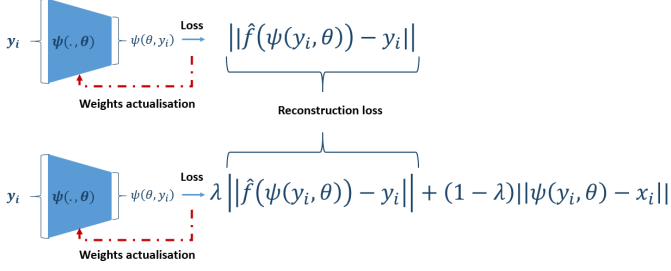 Loss
y_i ψ(., θ) ψ(θ, y_i) ||f̂(ψ(y_i, θ)) − y_i||
Weights actualisation
Reconstruction loss
Loss
y_i ψ(., θ) ψ(θ, y_i) λ ||f̂(ψ(y_i, θ)) − y_i|| + (1 − λ)||ψ(y_i, θ) − x_i||
Weights actualisation